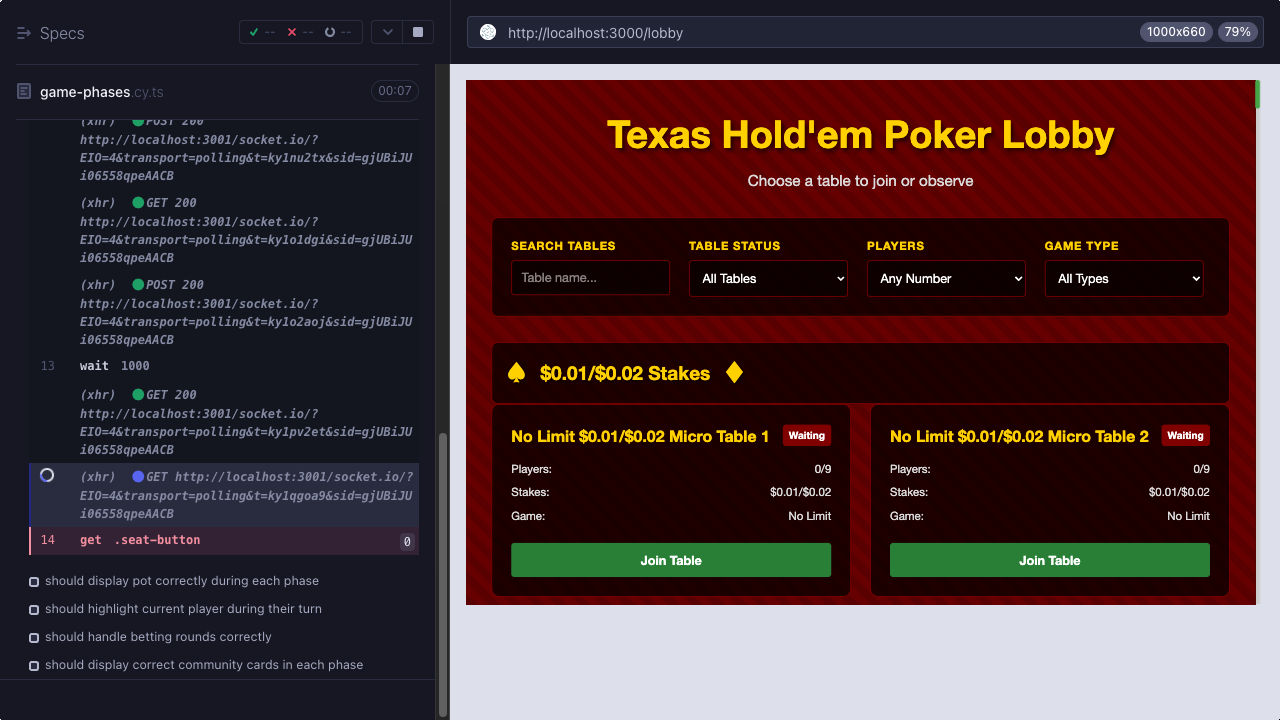 Specs
-- -- --
game-phases.cy.ts
00:07
(xhr) POST 200
http://localhost:3001/socket.io/?
EIO=4&transport=polling&t=ky1nu2tx&sid=gjUBiJU
i06558qpeAACB
(xhr) GET 200
http://localhost:3001/socket.io/?
EIO=4&transport=polling&t=ky1o1dgi&sid=gjUBiJU
i06558qpeAACB
(xhr) POST 200
http://localhost:3001/socket.io/?
EIO=4&transport=polling&t=ky1o2aoj&sid=gjUBiJU
i06558qpeAACB
13 wait 1000
(xhr) GET 200
http://localhost:3001/socket.io/?
EIO=4&transport=polling&t=ky1pv2et&sid=gjUBiJU
i06558qpeAACB
(xhr) GET http://localhost:3001/socket.io/?
EIO=4&transport=polling&t=ky1qgoa9&sid=gjUBiJU
i06558qpeAACB
14 get .seat-button 0
should display pot correctly during each phase
should highlight current player during their turn
should handle betting rounds correctly
should display correct community cards in each phase
http://localhost:3000/lobby
1000x660 79%
Texas Hold'em Poker Lobby
Choose a table to join or observe
SEARCH TABLES TABLE STATUS PLAYERS GAME TYPE
Table name... All Tables Any Number All Types
$0.01/$0.02 Stakes
No Limit $0.01/$0.02 Micro Table 1 Waiting
Players: 0/9
Stakes: $0.01/$0.02
Game: No Limit
Join Table
No Limit $0.01/$0.02 Micro Table 2 Waiting
Players: 0/9
Stakes: $0.01/$0.02
Game: No Limit
Join Table